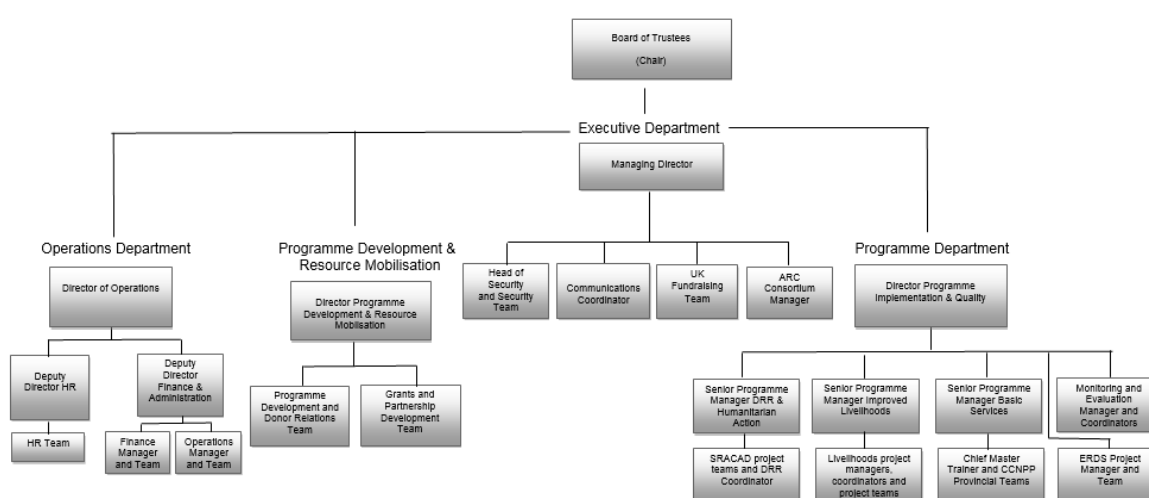 Board of Trustees
(Chair)
Executive Department
Managing Director
Operations Department
Programme Development &
Resource Mobilisation
Programme Department
Head of
Security
and Security
Team
Communications
Coordinator
UK
Fundraising
Team
ARC
Consortium
Manager
Director of Operations
Director Programme
Development & Resource
Mobilisation
Director Programme
Implementation & Quality
Deputy
Director HR
Deputy
Director
Finance &
Administration
HR Team
Finance
Manager
and Team
Operations
Manager
and Team
Programme
Development and
Donor Relations
Team
Grants and
Partnership
Development
Team
Senior Programme
Manager DRR &
Humanitarian
Action
Senior Programme
Manager Improved
Livelihoods
Senior Programme
Manager Basic
Services
Monitoring and
Evaluation
Manager and
Coordinators
SRACAD project
teams and DRR
Coordinator
Livelihoods project
managers,
coordinators and
project teams
Chief Master
Trainer and CCNPP
Provincial Teams
ERDS Project
Manager and
Team